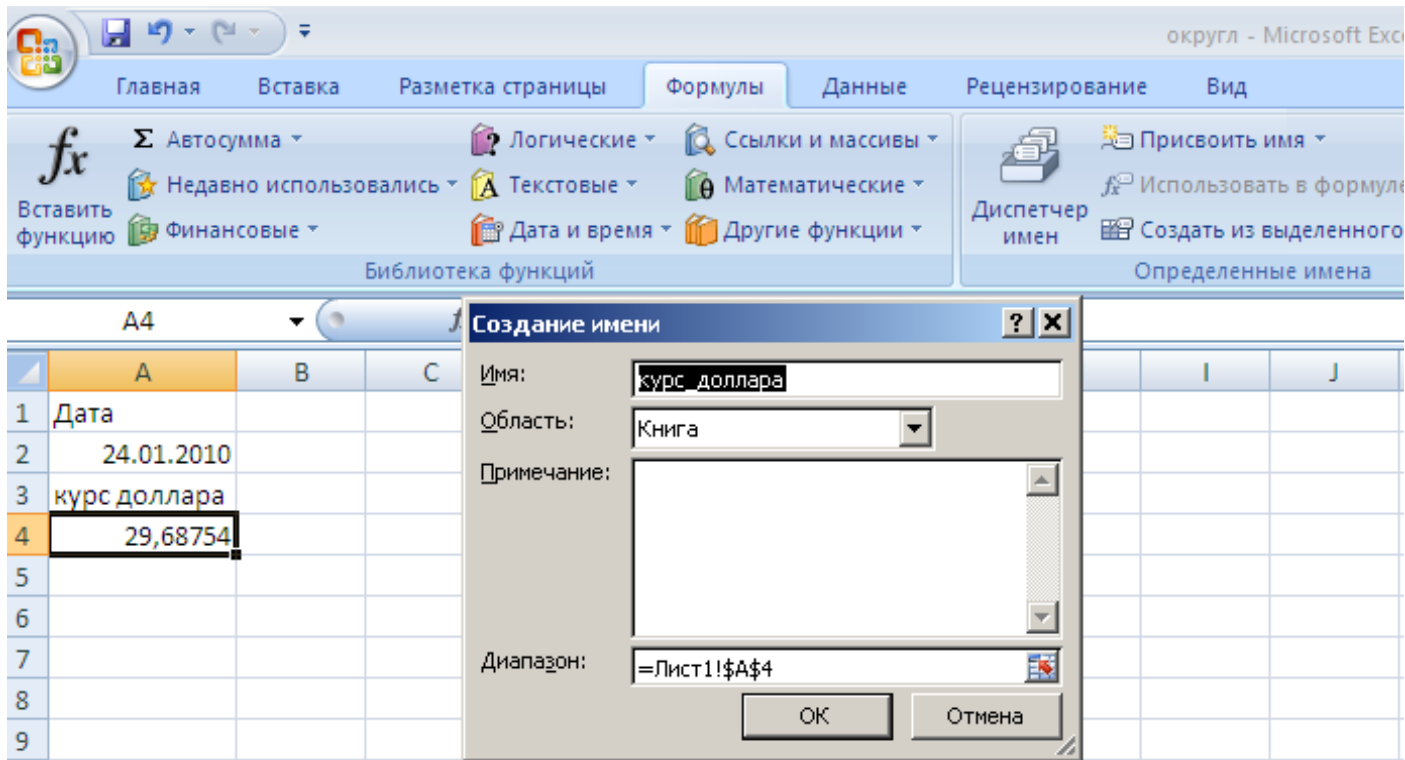 округл - Microsoft Exc
Главная Вставка Разметка страницы Формулы Данные Рецензирование Вид
fx Σ Автосумма Логические Ссылки и массивы Присвоить имя
Недавно использовались Текстовые Математические Использовать в формуле
Вставить функцию Финансовые Дата и время Другие функции Диспетчер имен Создать из выделенного
Библиотека функций Определенные имена
A4
Создание имени
A B C I J
Имя: курс_доллара
1 Дата
Область: Книга
2 24.01.2010
Примечание:
3 курс доллара
4 29,68754
5
6
7
Диапазон: =Лист1!$A$4
8
OK Отмена
9